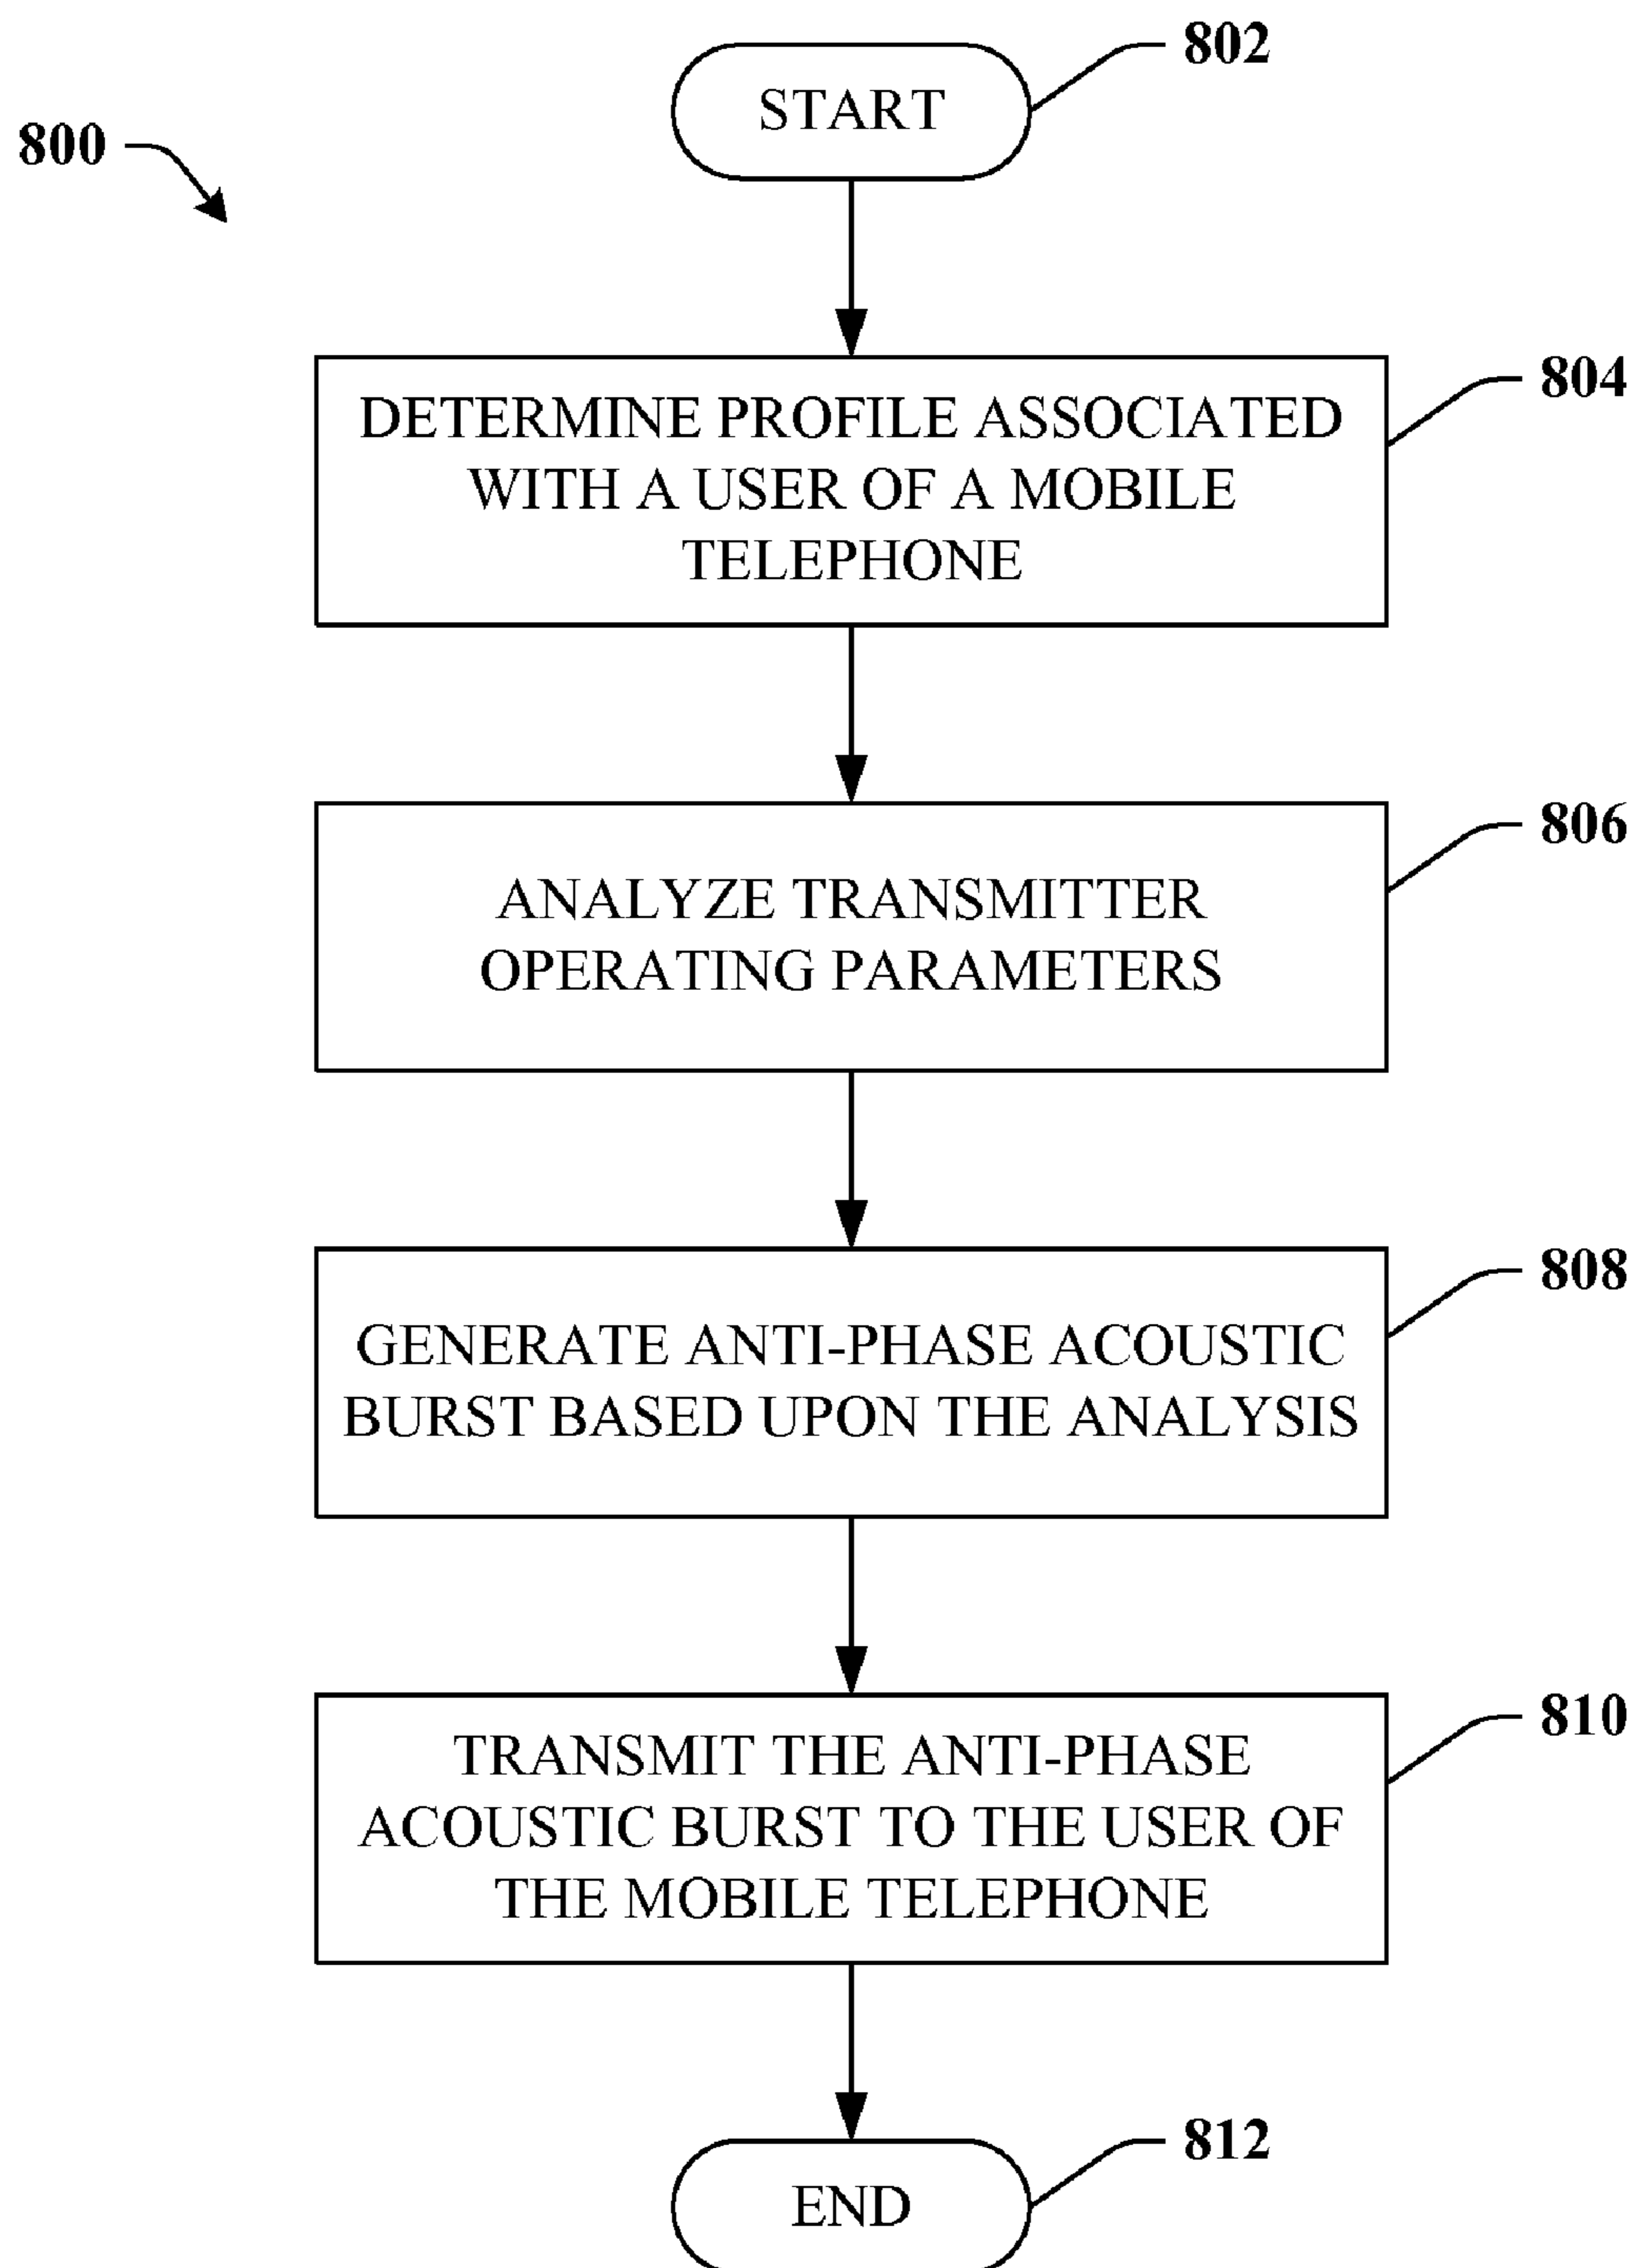 802
START
800
804
DETERMINE PROFILE ASSOCIATED
WITH A USER OF A MOBILE
TELEPHONE
806
ANALYZE TRANSMITTER
OPERATING PARAMETERS
808
GENERATE ANTI-PHASE ACOUSTIC
BURST BASED UPON THE ANALYSIS
810
TRANSMIT THE ANTI-PHASE
ACOUSTIC BURST TO THE USER OF
THE MOBILE TELEPHONE
812
END